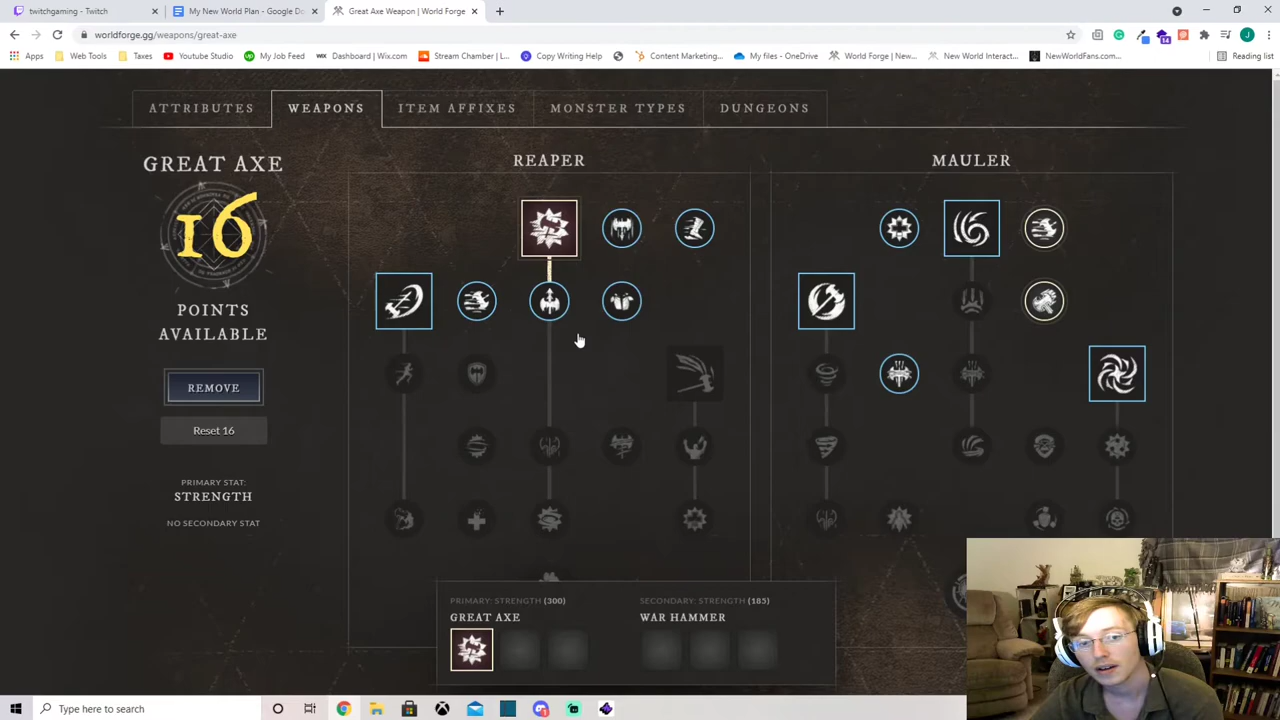 twitchgaming - Twitch
My New World Plan - Google Do
Great Axe Weapon | World Forge
worldforge.gg/weapons/great-axe
Apps
Web Tools
Taxes
Youtube Studio
My Job Feed
WIX Dashboard | Wix.com
Stream Chamber | L...
Copy Writing Help
Content Marketing...
My files - OneDrive
World Forge | New...
New World Interact...
NewWorldFans.com...
Reading list
ATTRIBUTES
WEAPONS
ITEM AFFIXES
MONSTER TYPES
DUNGEONS
GREAT AXE
16
POINTS
AVAILABLE
REMOVE
Reset 16
PRIMARY STAT:
STRENGTH
NO SECONDARY STAT
REAPER
MAULER
PRIMARY: STRENGTH (300)
GREAT AXE
SECONDARY: STRENGTH (185)
WAR HAMMER
Type here to search